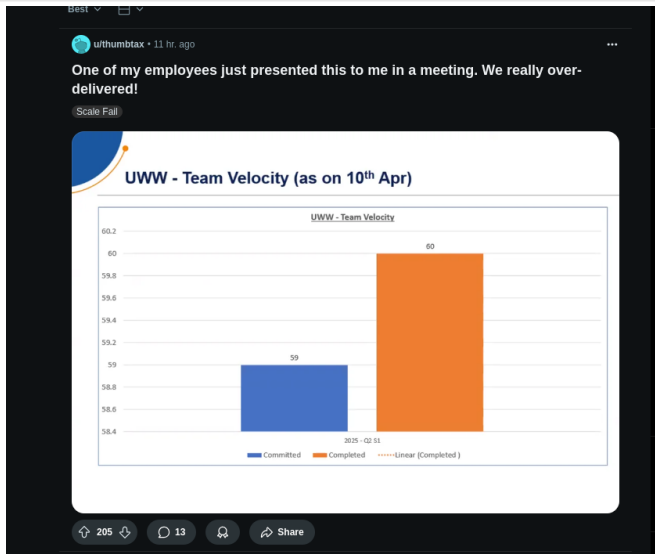 Best
u/thumbtax • 11 hr. ago
One of my employees just presented this to me in a meeting. We really over-
delivered!
Scale Fail
UWW - Team Velocity (as on 10th Apr)
UWW - Team Velocity
60.2
60
59.8
59.6
59.4
59.2
59
58.8
58.6
58.4
59
60
2025 - Q2 S1
Committed Completed Linear (Completed )
205 13 Share